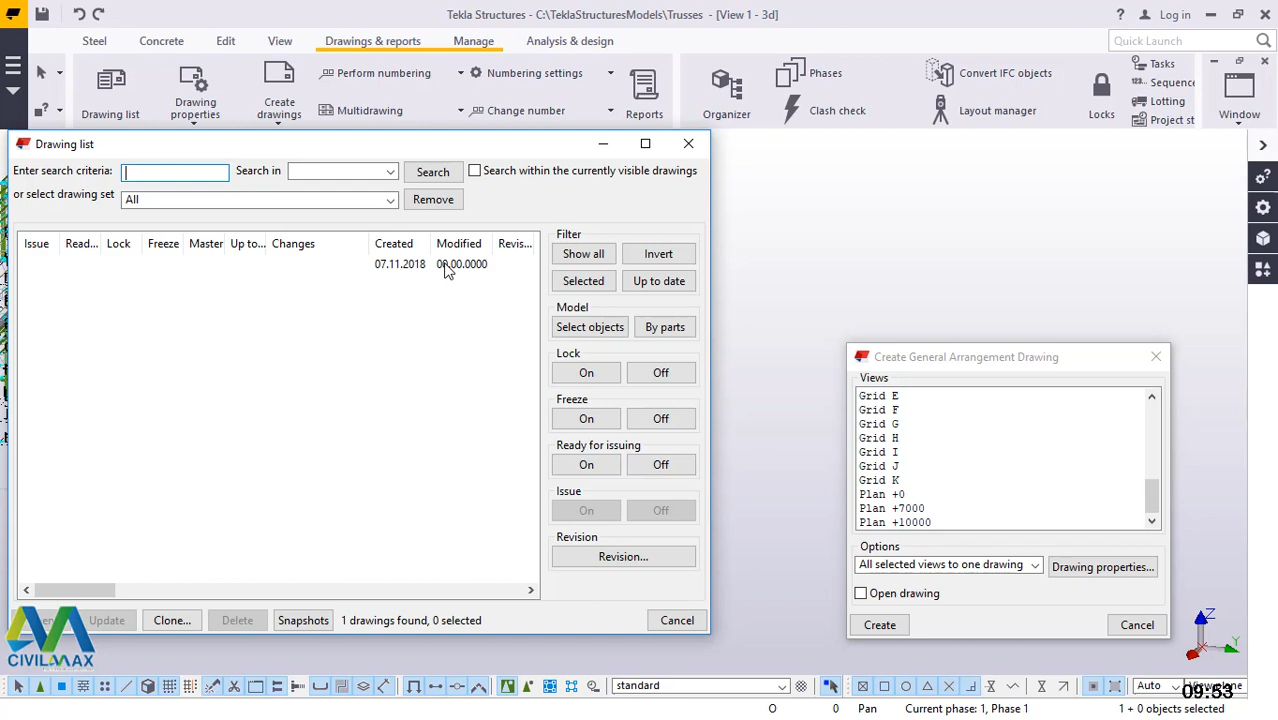 Tekla Structures - C:\TeklaStructuresModels\Trusses - [View 1 - 3d]
Log in
Steel Concrete Edit View Drawings & reports Manage Analysis & design
Quick Launch
Drawing list
Drawing properties
Create drawings
Perform numbering
Multidrawing
Numbering settings
Change number
Reports
Organizer
Phases
Clash check
Convert IFC objects
Layout manager
Locks
Tasks
Sequence
Lotting
Project st
Window
Drawing list
Enter search criteria: Search in Search Search within the currently visible drawings
or select drawing set All Remove
Issue Read... Lock Freeze Master Up to... Changes Created Modified Revis...
07.11.2018 00.00.0000
Filter
Show all Invert
Selected Up to date
Model
Select objects By parts
Lock
On Off
Freeze
On Off
Ready for issuing
On Off
Issue
On Off
Revision
Revision...
Update Clone... Delete Snapshots 1 drawings found, 0 selected Cancel
Create General Arrangement Drawing
Views
Grid E
Grid F
Grid G
Grid H
Grid I
Grid J
Grid K
Plan +0
Plan +7000
Plan +10000
Options
All selected views to one drawing Drawing properties...
Open drawing
Create Cancel
Z
Y
CIVILMAX
standard
Auto
View plane
09:53
O 0 Pan Current phase: 1, Phase 1 1 + 0 objects selected